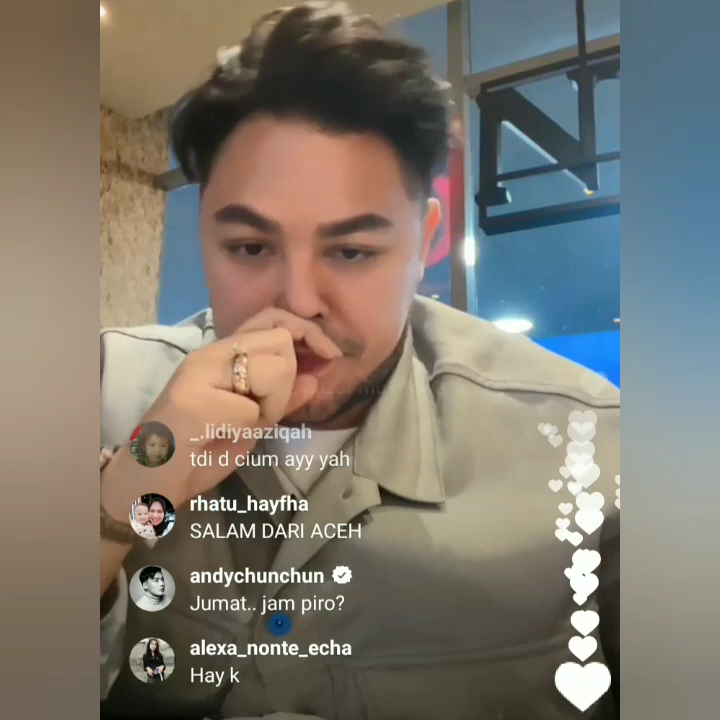 N
_.lidiyaaziqah
tdi d cium ayy yah
rhatu_hayfha
SALAM DARI ACEH
andychunchun
Jumat.. jam piro?
alexa_nonte_echa
Hay k